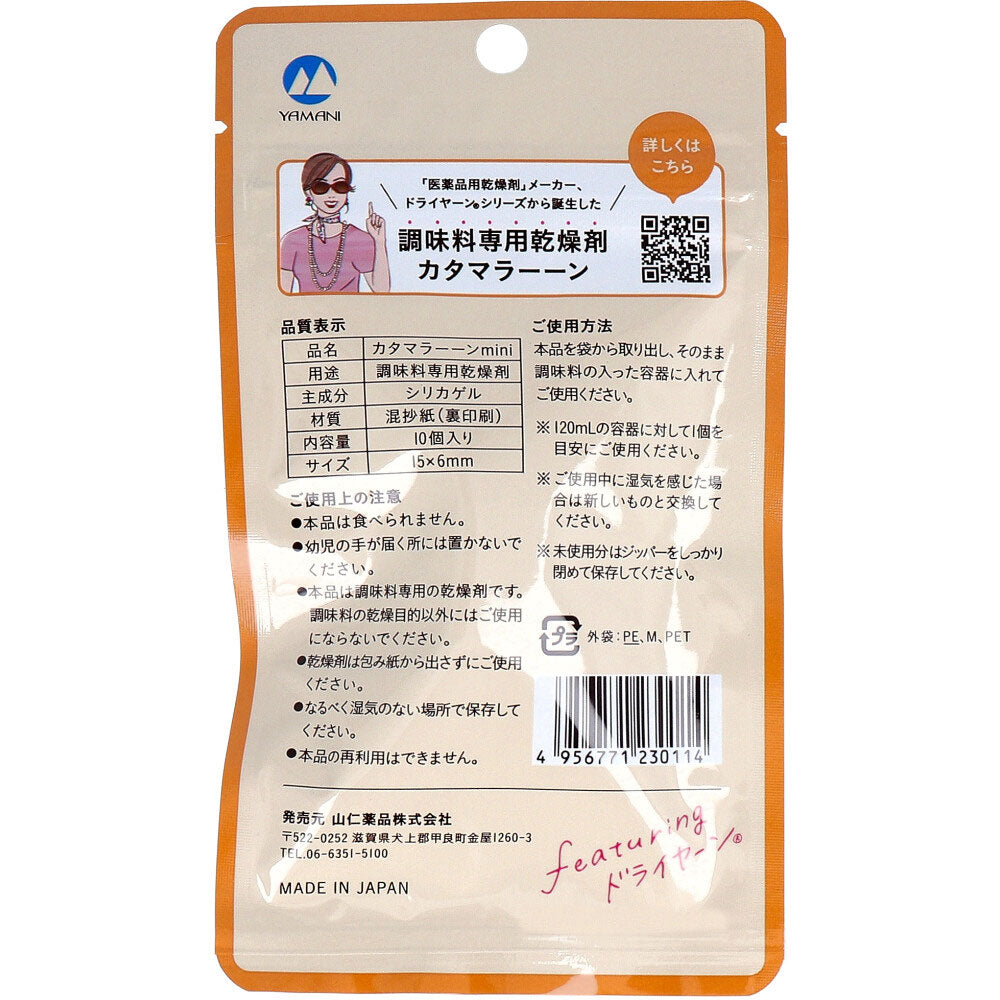 YAMANI
詳しくは
こちら
「医薬品用乾燥剤」メーカー、
ドライヤーン®シリーズから誕生した
調味料専用乾燥剤
カタマラーーン
品質表示
品名 カタマラーーンmini
用途 調味料専用乾燥剤
主成分 シリカゲル
材質 混抄紙(裏印刷)
内容量 10個入り
サイズ 15×6mm
ご使用上の注意
●本品は食べられません。
●幼児の手が届く所には置かないで
ください。
●本品は調味料専用の乾燥剤です。
調味料の乾燥目的以外にはご使用
にならないでください。
●乾燥剤は包み紙から出さずにご使用
ください。
●なるべく湿気のない場所で保存して
ください。
●本品の再利用はできません。
ご使用方法
本品を袋から取り出し、そのまま
調味料の入った容器に入れて
ご使用ください。
※120mLの容器に対して1個を
目安にご使用ください。
※ご使用中に湿気を感じた場
合は新しいものと交換して
ください。
※未使用分はジッパーをしっかり
閉めて保存してください。
プラ
外袋:PE、M、PET
4 956771 230114
発売元 山仁薬品株式会社
〒522-0252 滋賀県犬上郡甲良町金屋1260-3
TEL.06-6351-5100
MADE IN JAPAN
featuring
ドライヤーン®